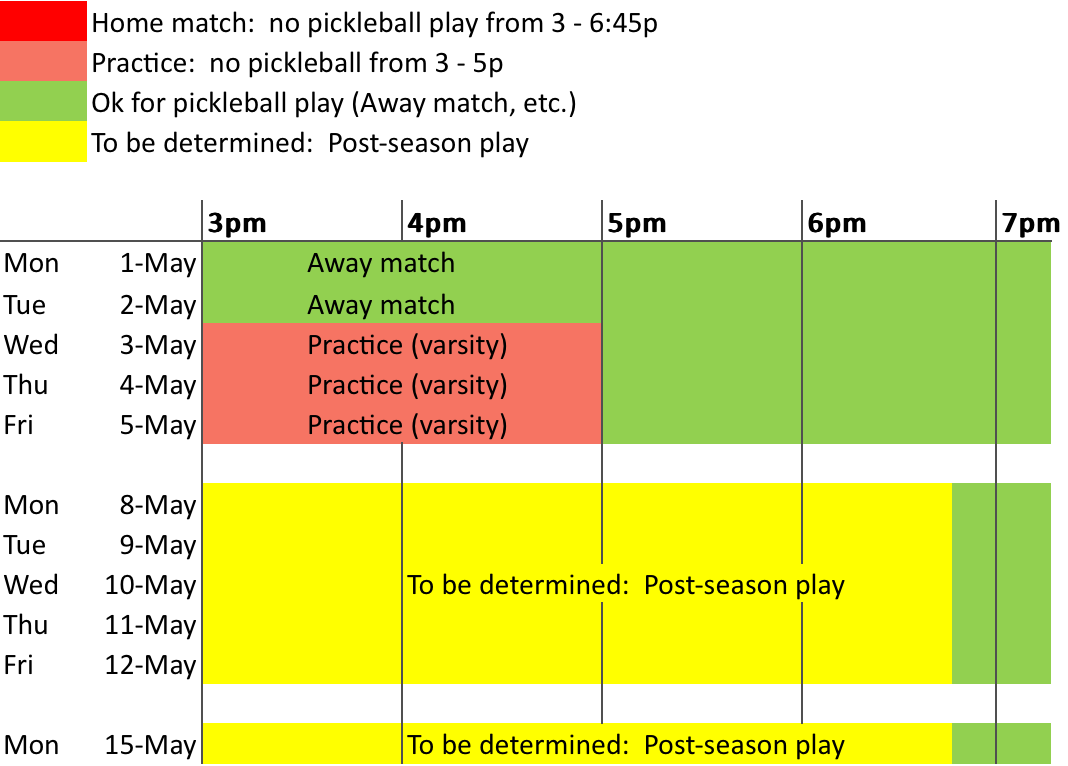 Home match:  no pickleball play from 3 - 6:45p
Practice:  no pickleball from 3 - 5p
Ok for pickleball play (Away match, etc.)
To be determined:  Post-season play
3pm 4pm 5pm 6pm 7pm
Mon 1-May Away match
Tue 2-May Away match
Wed 3-May Practice (varsity)
Thu 4-May Practice (varsity)
Fri 5-May Practice (varsity)
Mon 8-May
Tue 9-May
Wed 10-May To be determined:  Post-season play
Thu 11-May
Fri 12-May
Mon 15-May To be determined:  Post-season play